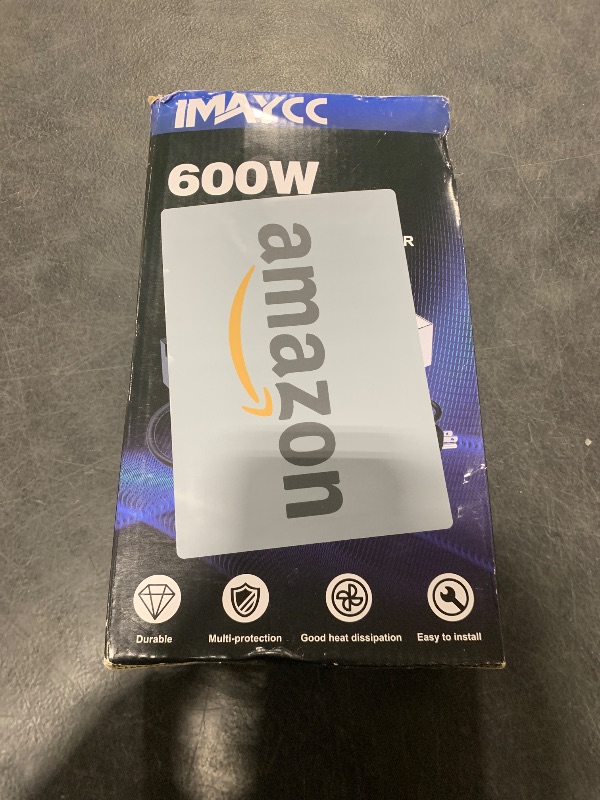 IMAYCC
600W
R
amazon
Durable
Multi-protection
Good heat dissipation
Easy to install